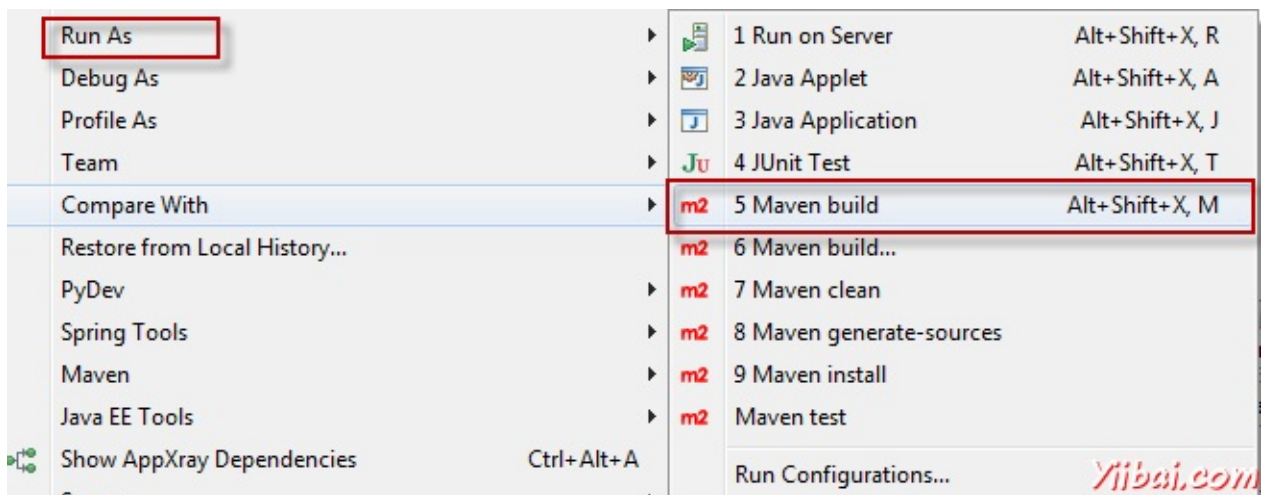 Run As
Debug As
Profile As
Team
Compare With
Restore from Local History...
PyDev
Spring Tools
Maven
Java EE Tools
Show AppXray Dependencies Ctrl+Alt+A
1 Run on Server Alt+Shift+X, R
2 Java Applet Alt+Shift+X, A
J 3 Java Application Alt+Shift+X, J
JU 4 JUnit Test Alt+Shift+X, T
m2 5 Maven build Alt+Shift+X, M
m2 6 Maven build...
m2 7 Maven clean
m2 8 Maven generate-sources
m2 9 Maven install
m2 Maven test
Run Configurations...
Yiibai.com